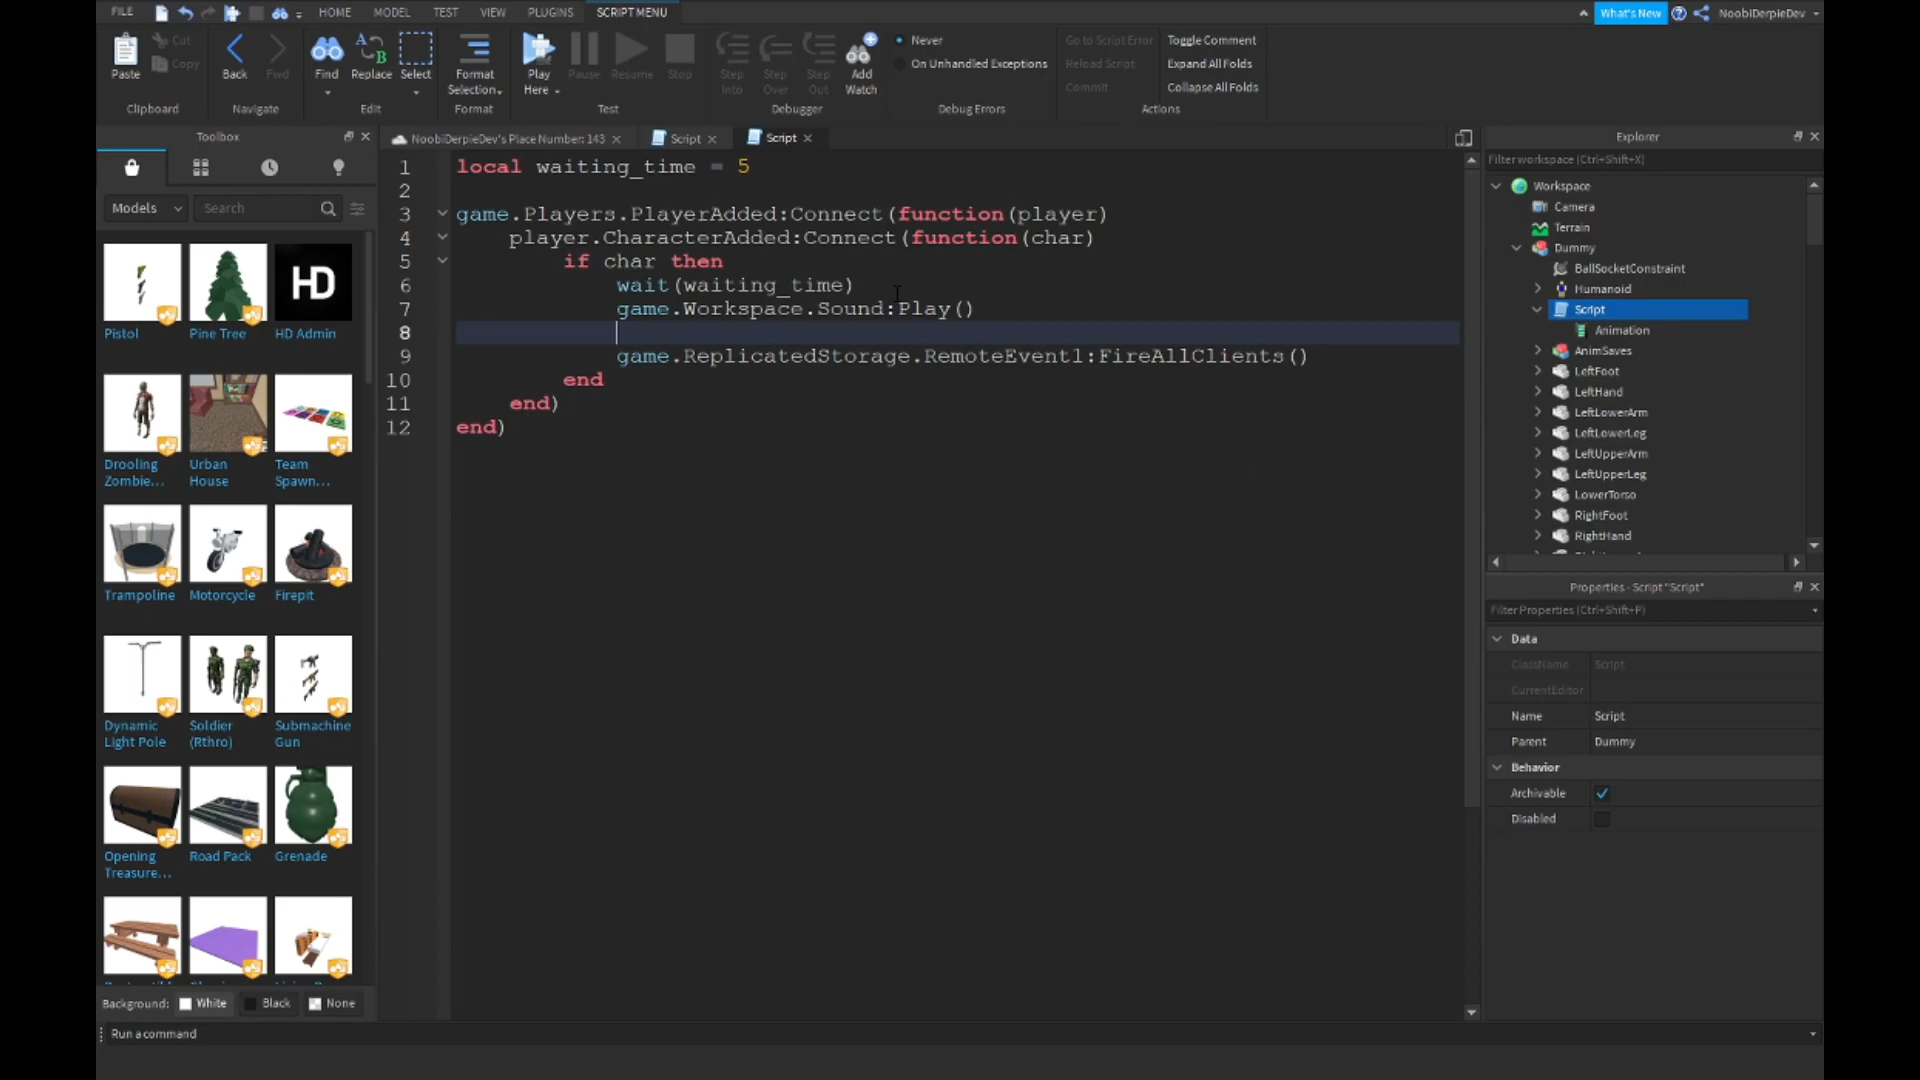 FILE HOME MODEL TEST VIEW PLUGINS SCRIPT MENU What's New NoobiDerpieDev
Paste Cut Copy Back Fwd Find Replace Select Format Selection Play Here Pause Resume Stop Step Into Step Over Step Out Add Watch Never On Unhandled Exceptions Go to Script Error Reload Script Commit Toggle Comment Expand All Folds Collapse All Folds
Clipboard Navigate Edit Format Test Debugger Debug Errors Actions
Toolbox
Models Search
Pistol Pine Tree HD Admin
HD
Drooling Zombie... Urban House Team Spawn...
Trampoline Motorcycle Firepit
Dynamic Light Pole Soldier (Rthro) Submachine Gun
Opening Treasure... Road Pack Grenade
Background: White Black None
Run a command
NoobiDerpieDev's Place Number: 143 Script Script
1 local waiting_time = 5
2
3 game.Players.PlayerAdded:Connect(function(player)
4 player.CharacterAdded:Connect(function(char)
5 if char then
6 wait(waiting_time)
7 game.Workspace.Sound:Play()
8
9 game.ReplicatedStorage.RemoteEvent1:FireAllClients()
10 end
11 end)
12 end)
Explorer
Filter workspace (Ctrl+Shift+X)
Workspace
Camera
Terrain
Dummy
BallSocketConstraint
Humanoid
Script
Animation
AnimSaves
LeftFoot
LeftHand
LeftLowerArm
LeftLowerLeg
LeftUpperArm
LeftUpperLeg
LowerTorso
RightFoot
RightHand
Properties - Script "Script"
Filter Properties (Ctrl+Shift+P)
Data
ClassName Script
CurrentEditor
Name Script
Parent Dummy
Behavior
Archivable
Disabled